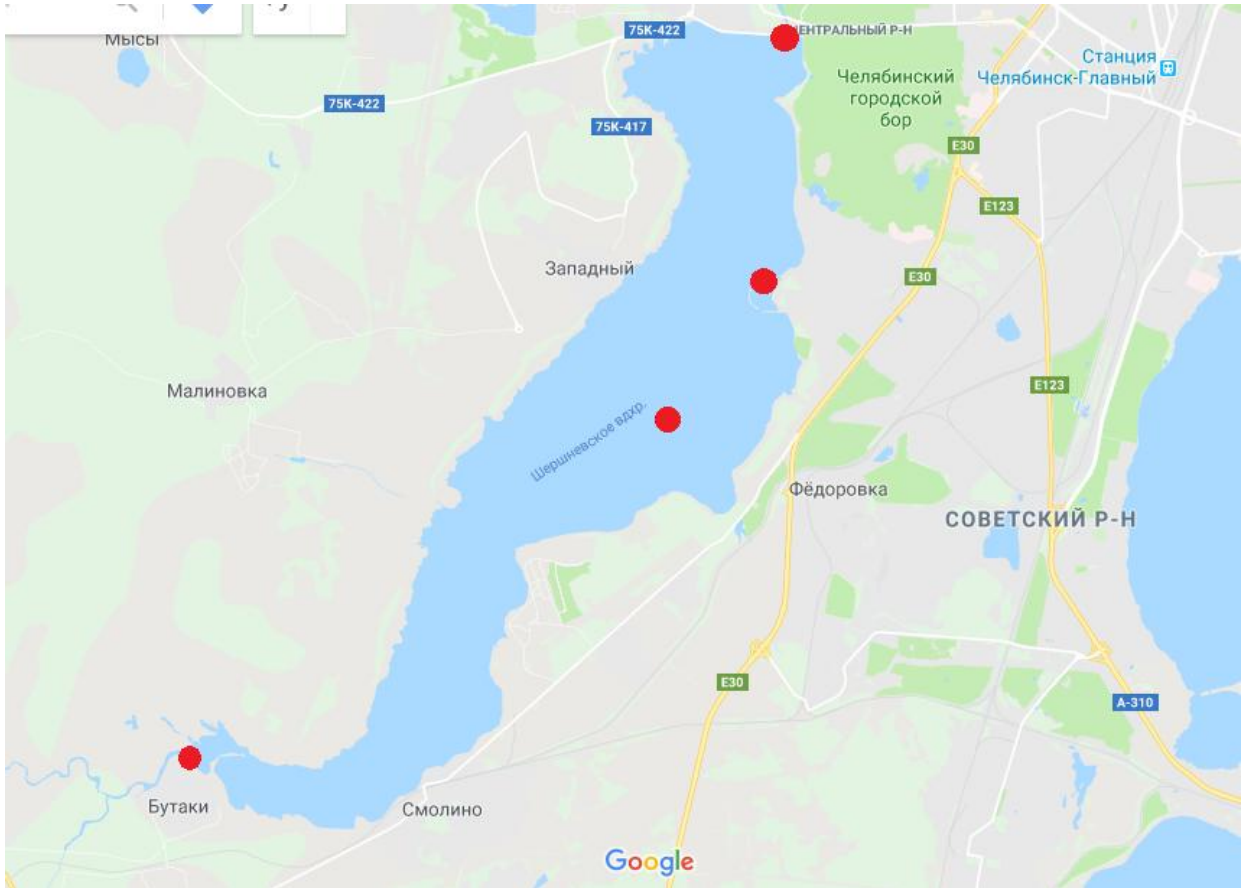 Мысы
75К-422
ЦЕНТРАЛЬНЫЙ Р-Н
Станция
Челябинск-Главный
Челябинский
городской
бор
75К-422
75К-417
E30
E123
Западный
E30
Малиновка
E123
Шершневское вдхр.
Фёдоровка
СОВЕТСКИЙ Р-Н
E30
А-310
Бутаки
Смолино
Google